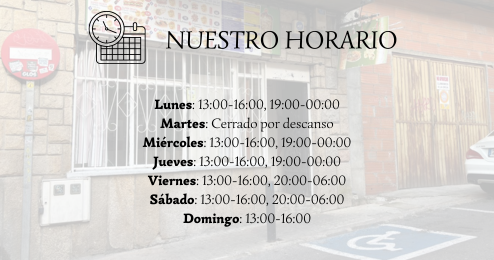 NUESTRO HORARIO
Lunes: 13:00-16:00, 19:00-00:00
Martes: Cerrado por descanso
Miércoles: 13:00-16:00, 19:00-00:00
Jueves: 13:00-16:00, 19:00-00:00
Viernes: 13:00-16:00, 20:00-06:00
Sábado: 13:00-16:00, 20:00-06:00
Domingo: 13:00-16:00